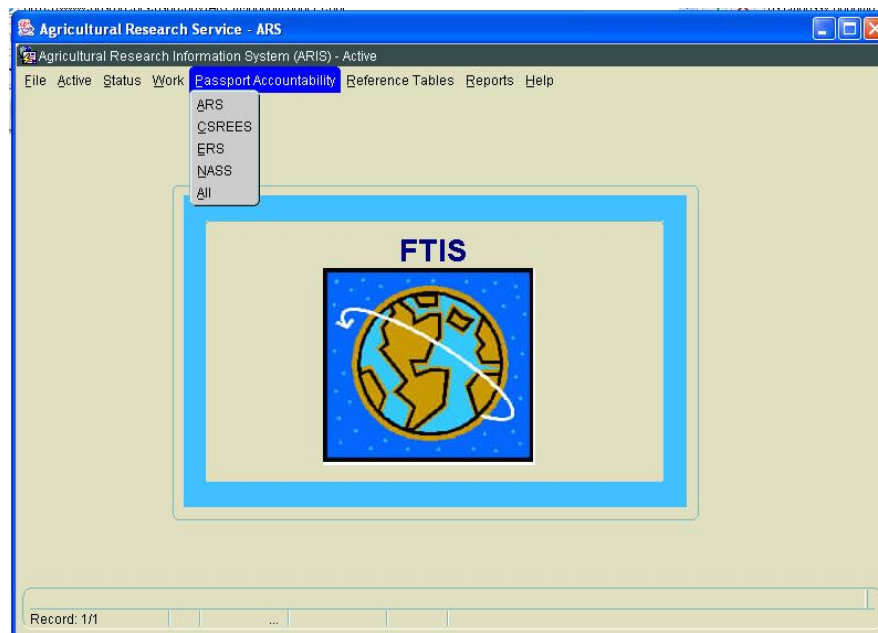 Agricultural Research Service - ARS
Agricultural Research Information System (ARIS) - Active
File Active Status Work Passport Accountability Reference Tables Reports Help
ARS
CSREES
ERS
NASS
All
FTIS
Record: 1/1 ...